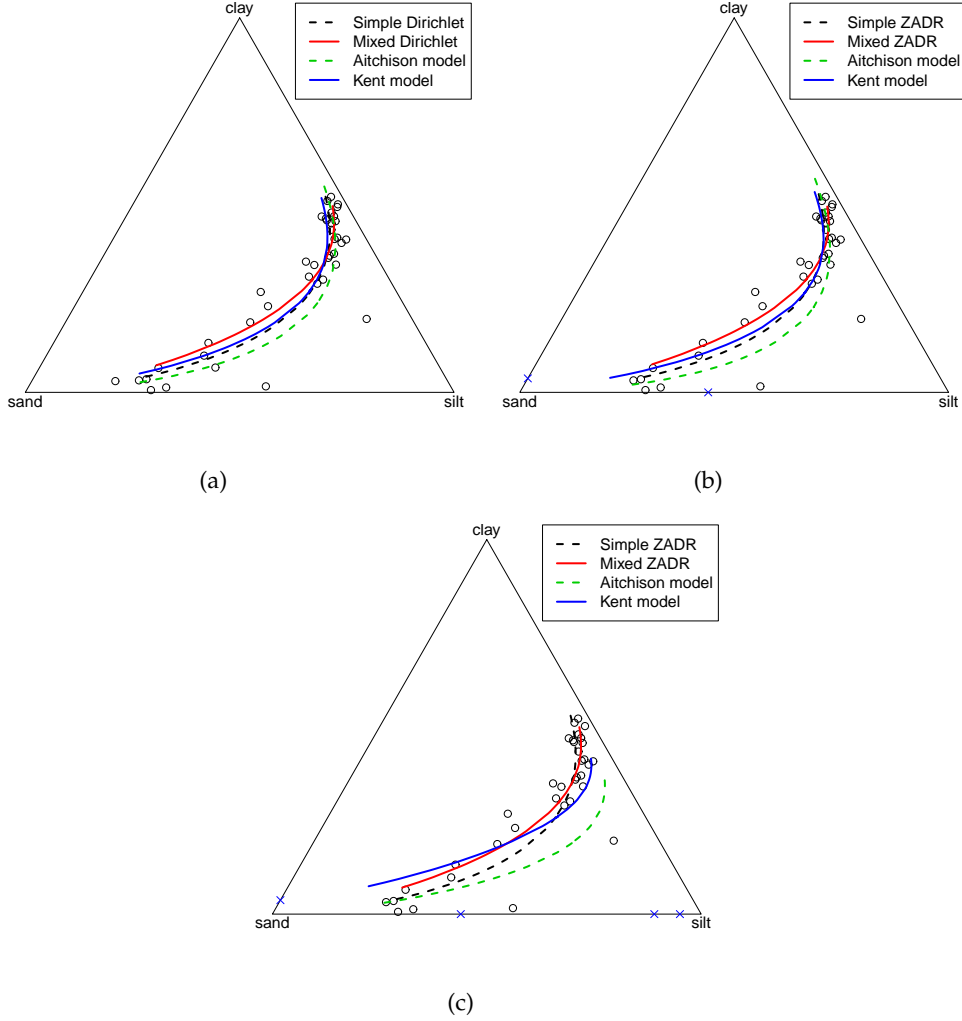 clay
Simple Dirichlet
Mixed Dirichlet
Aitchison model
Kent model
sand
silt
(a)
clay
Simple ZADR
Mixed ZADR
Aitchison model
Kent model
sand
silt
(b)
clay
Simple ZADR
Mixed ZADR
Aitchison model
Kent model
sand
silt
(c)